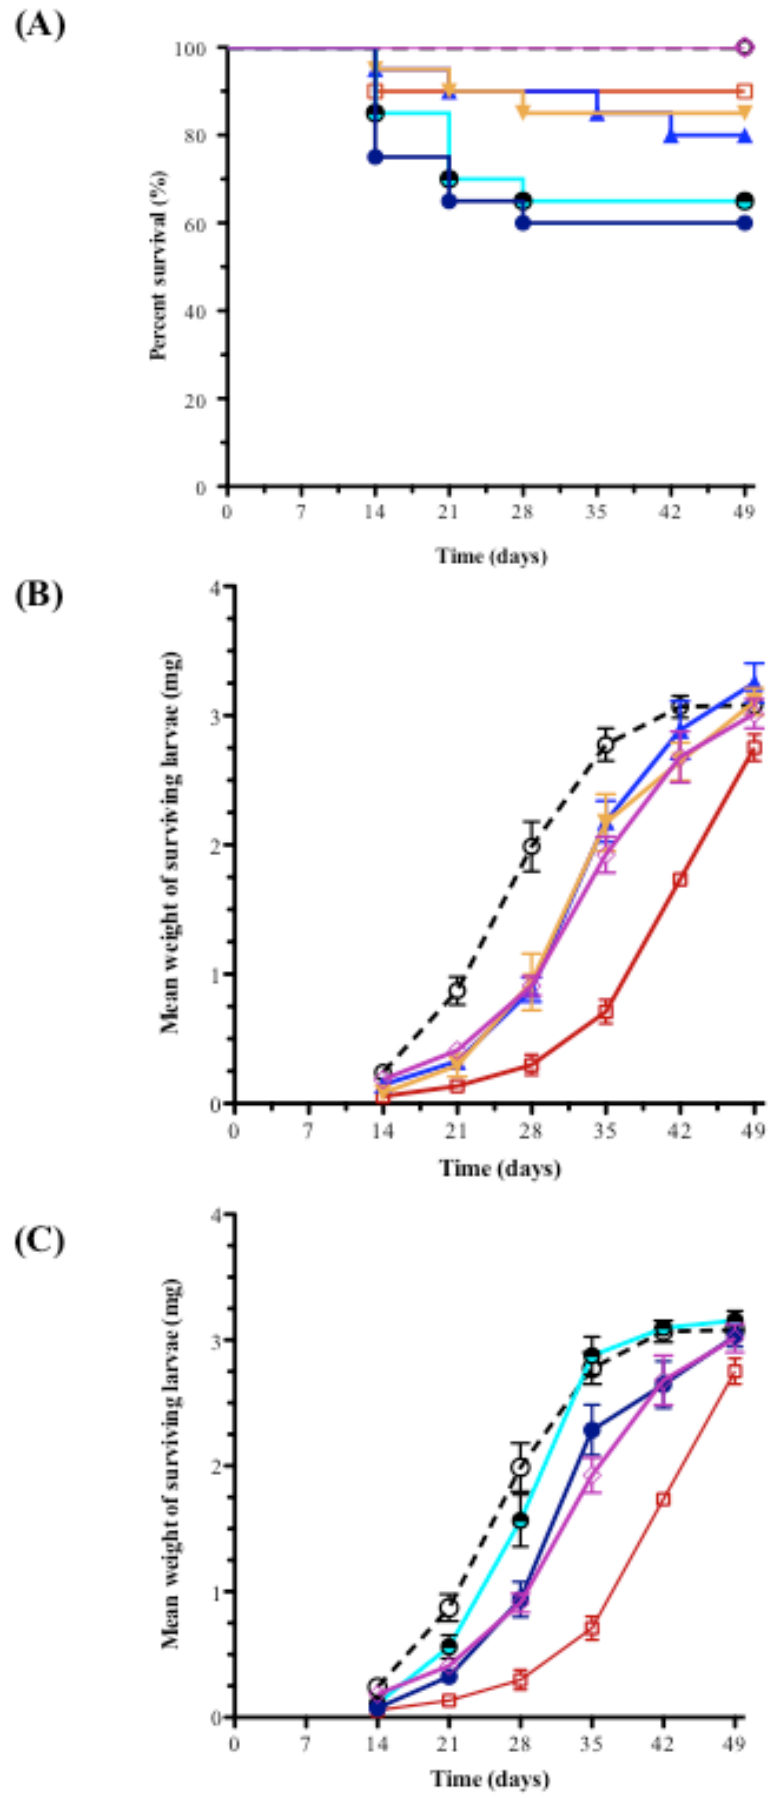 (A)
Percent survival (%)
100
80
60
40
20
0
0 7 14 21 28 35 42 49
Time (days)
(B)
Mean weight of surviving larvae (mg)
4
3
2
1
0
0 7 14 21 28 35 42 49
Time (days)
(C)
Mean weight of surviving larvae (mg)
4
3
2
1
0
0 7 14 21 28 35 42 49
Time (days)